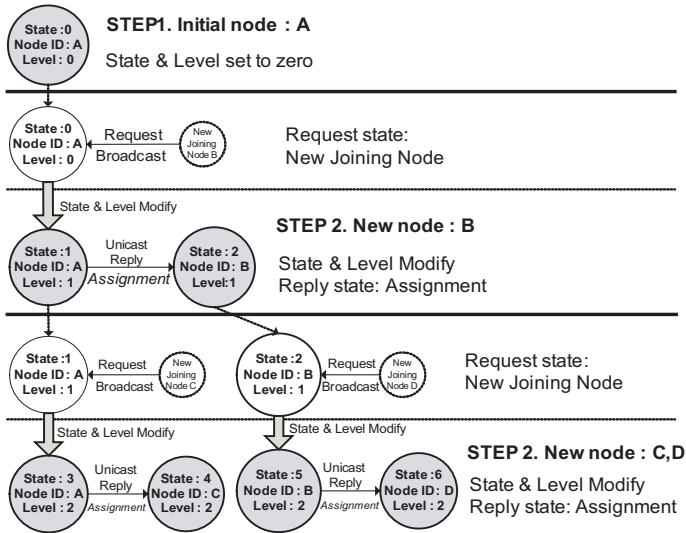 State :0
Node ID: A
Level : 0
STEP1. Initial node : A
State & Level set to zero
State :0
Node ID: A
Level : 0
Request
Broadcast
New
Joining
Node B
Request state:
New Joining Node
State & Level Modify
STEP 2. New node : B
State :1
Node ID: A
Level : 1
Unicast
Reply
Assignment
State : 2
Node ID: B
Level:1
State & Level Modify
Reply state: Assignment
State :1
Node ID: A
Level : 1
Request
Broadcast
New
Joining
Node C
State :2
Node ID: B
Level : 1
Request
Broadcast
New
Joining
Node D
Request state:
New Joining Node
State & Level Modify
State & Level Modify
STEP 2. New node : C,D
State : 3
Node ID: A
Level : 2
Unicast
Reply
Assignment
State : 4
Node ID: C
Level : 2
State :5
Node ID: B
Level : 2
Unicast
Reply
Assignment
State :6
Node ID: D
Level : 2
State & Level Modify
Reply state: Assignment